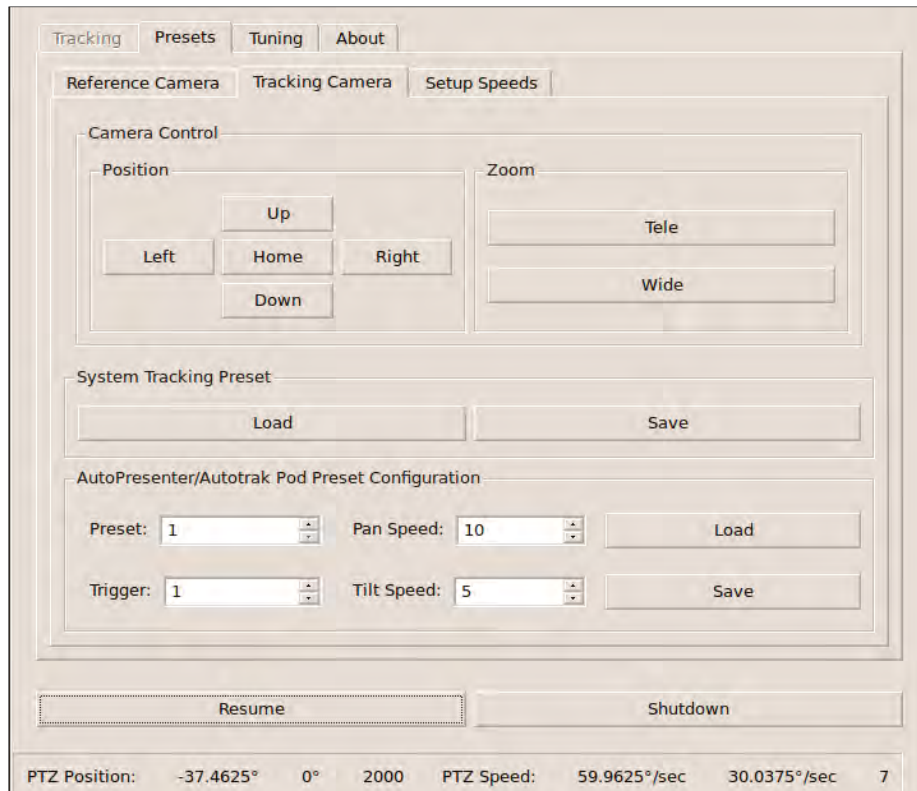 Tracking Presets Tuning About
Reference Camera Tracking Camera Setup Speeds
Camera Control
Position Zoom
Up
Tele
Left Home Right
Wide
Down
System Tracking Preset
Load Save
AutoPresenter/Autotrak Pod Preset Configuration
Preset: 1 Pan Speed: 10 Load
Trigger: 1 Tilt Speed: 5 Save
Resume Shutdown
PTZ Position: -37.4625° 0° 2000 PTZ Speed: 59.9625°/sec 30.0375°/sec 7